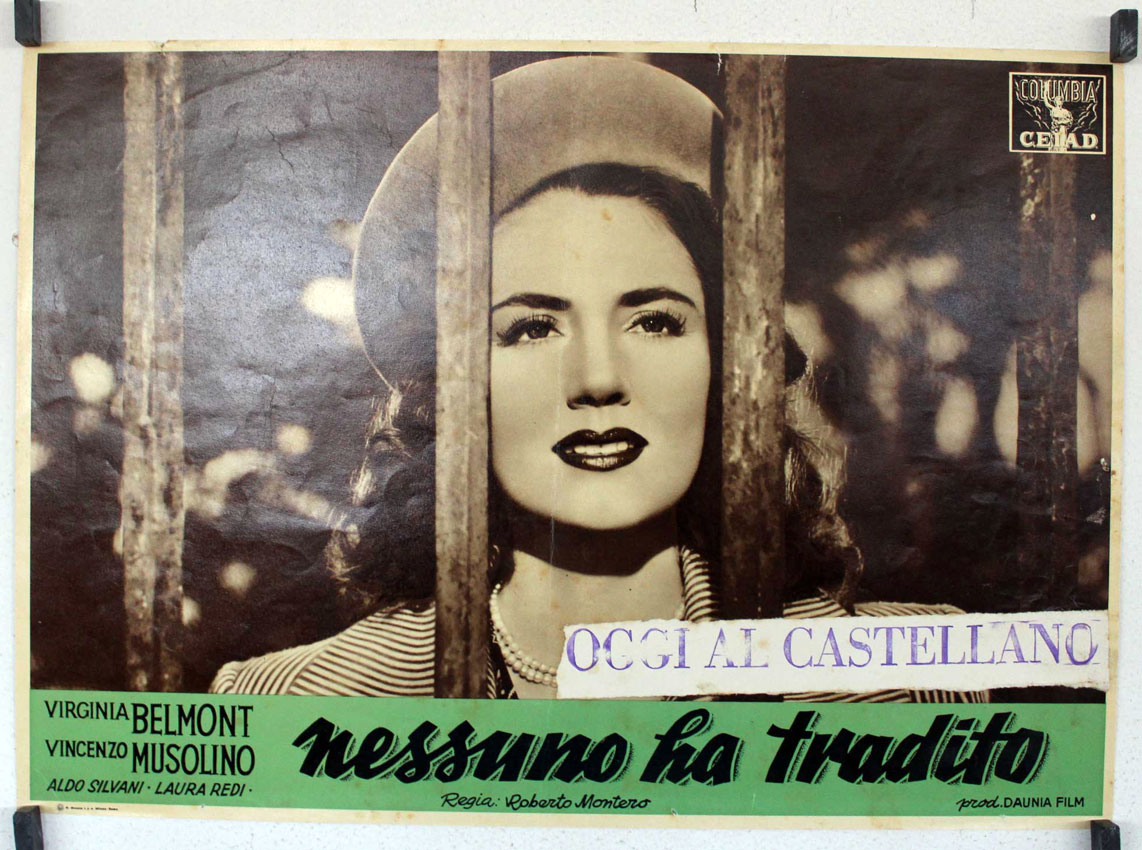 COLUMBIA
C.E.I.A.D.
OGGI AL CASTELLANO
VIRGINIA BELMONT
VINCENZO MUSOLINO
ALDO SILVANI · LAURA REDI ·
nessuno ha tradito
Regia: Roberto Montero
prod. DAUNIA FILM